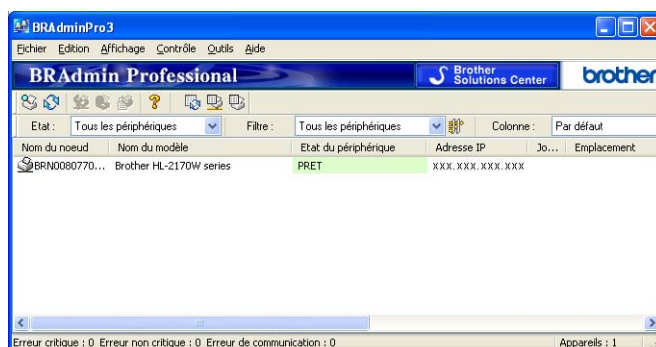 BRAdminPro3
Fichier Edition Affichage Contrôle Outils Aide
BRAdmin Professional Brother Solutions Center brother
Etat : Tous les périphériques Filtre : Tous les périphériques Colonne : Par défaut
Nom du noeud Nom du modèle Etat du périphérique Adresse IP Jo... Emplacement
BRN0080770... Brother HL-2170W series PRET XXX.XXX.XXX.XXX
Erreur critique : 0 Erreur non critique : 0 Erreur de communication : 0 Appareils : 1